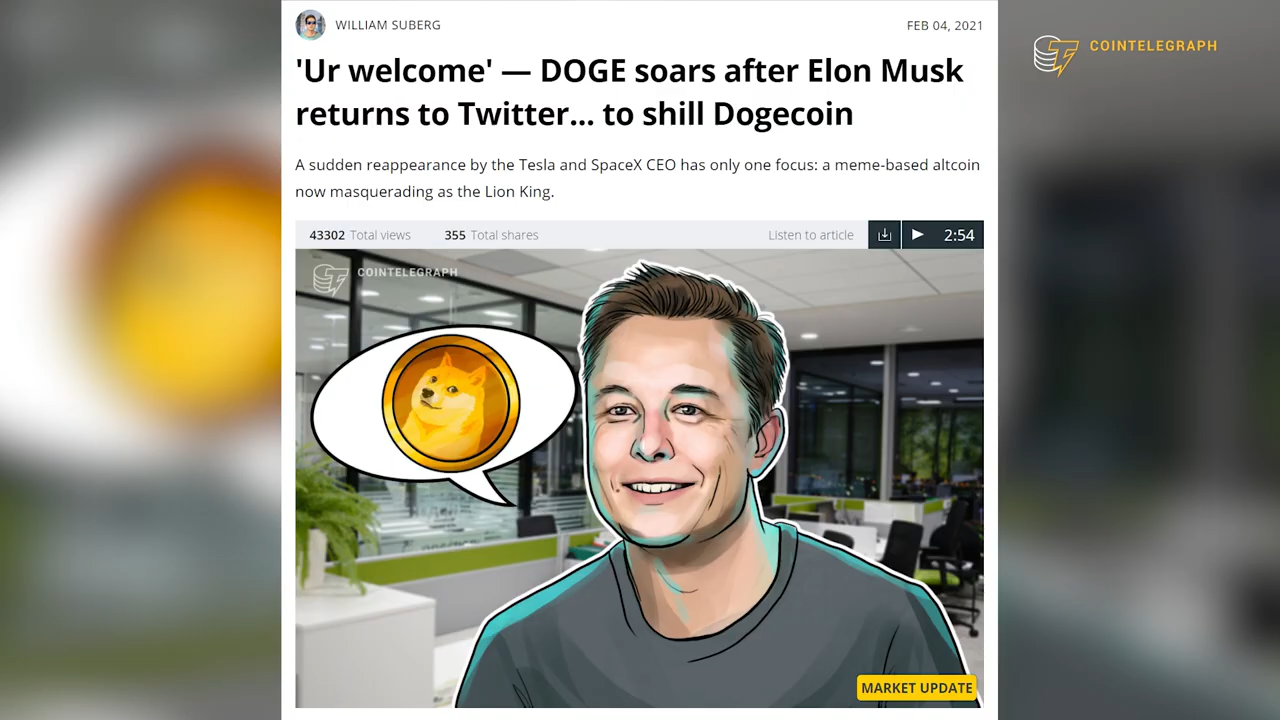 WILLIAM SUBERG
FEB 04, 2021
COINTELEGRAPH
'Ur welcome' — DOGE soars after Elon Musk
returns to Twitter... to shill Dogecoin
A sudden reappearance by the Tesla and SpaceX CEO has only one focus: a meme-based altcoin
now masquerading as the Lion King.
43302 Total views
355 Total shares
Listen to article
2:54
COINTELEGRAPH
MARKET UPDATE